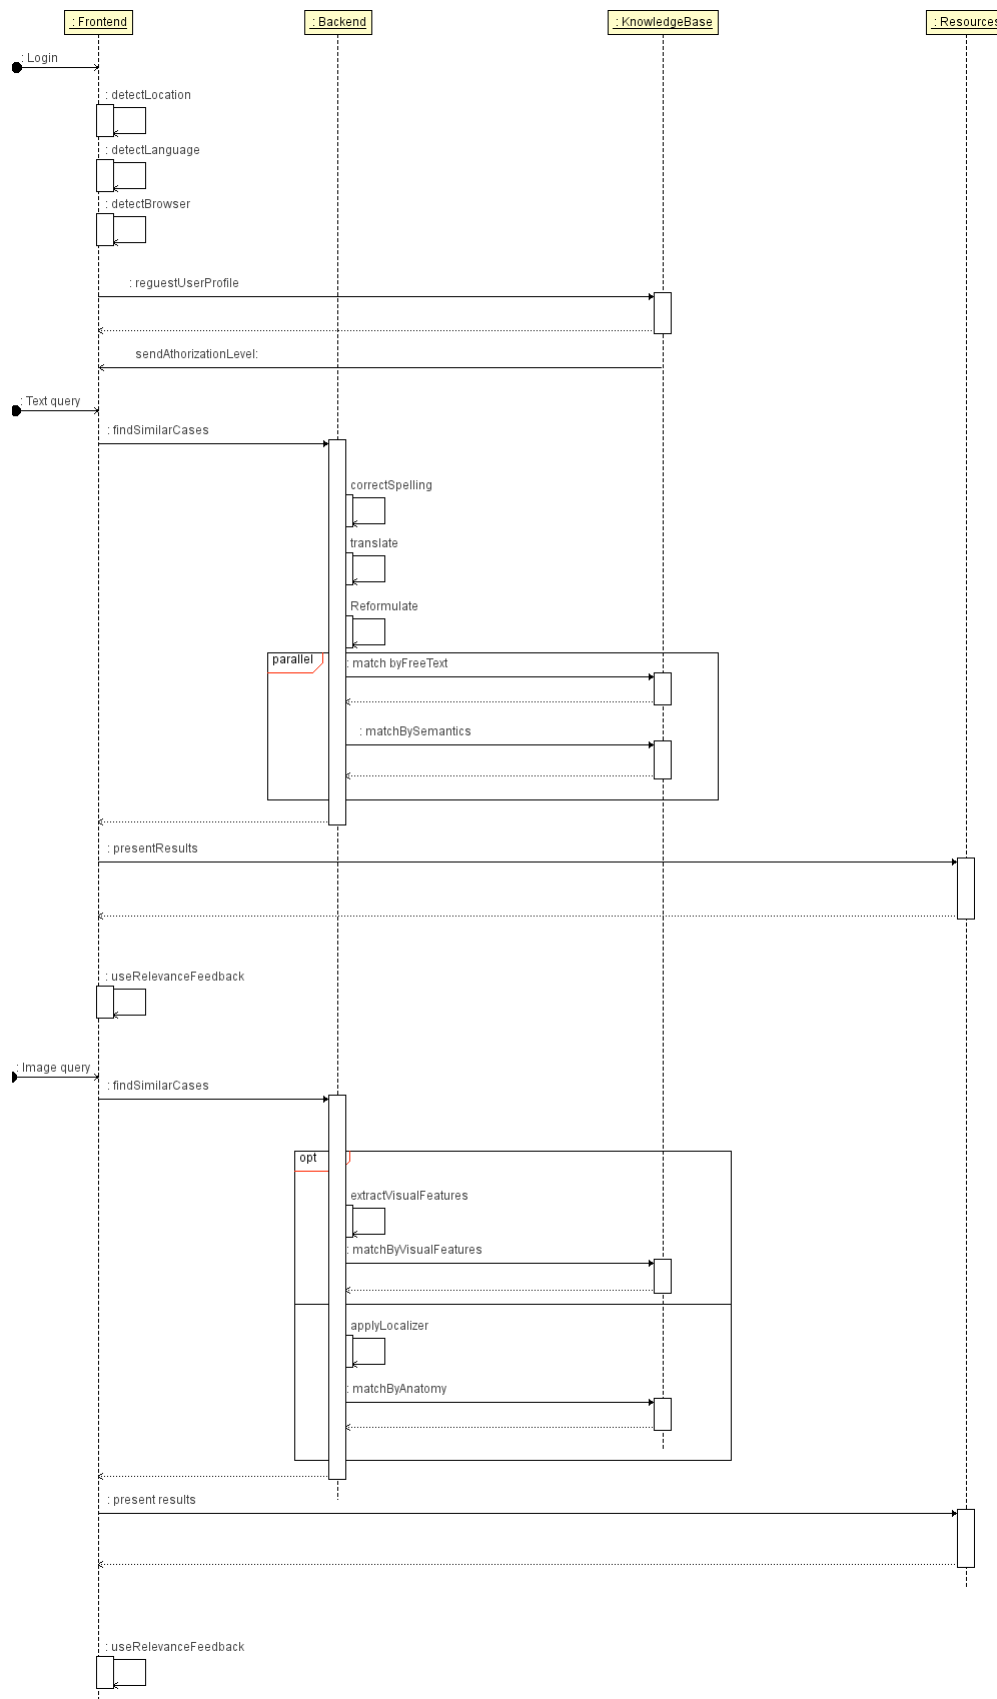 : Frontend
: Backend
: KnowledgeBase
: Resources
: Login
: detectLocation
: detectLanguage
: detectBrowser
: reguestUserProfile
sendAthorizationLevel:
: Text query
: findSimilarCases
correctSpelling
translate
Reformulate
parallel
: match byFreeText
: matchBySemantics
: presentResults
: useRelevanceFeedback
: Image query
: findSimilarCases
opt
extractVisualFeatures
: matchByVisualFeatures
applyLocalizer
: matchByAnatomy
: present results
: useRelevanceFeedback